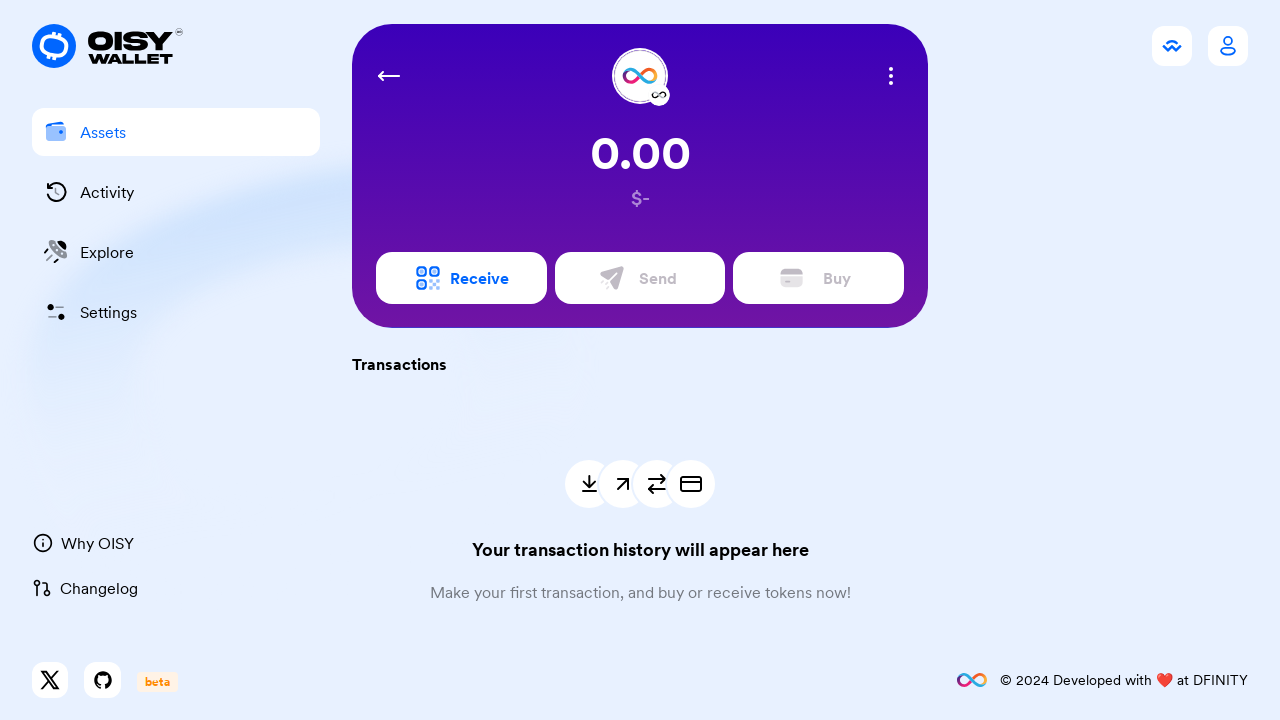 OISY
WALLET
Assets
Activity
Explore
Settings
0.00
$-
Receive
Send
Buy
Transactions
Your transaction history will appear here
Make your first transaction, and buy or receive tokens now!
Why OISY
Changelog
beta
© 2024 Developed with ❤️ at DFINITY